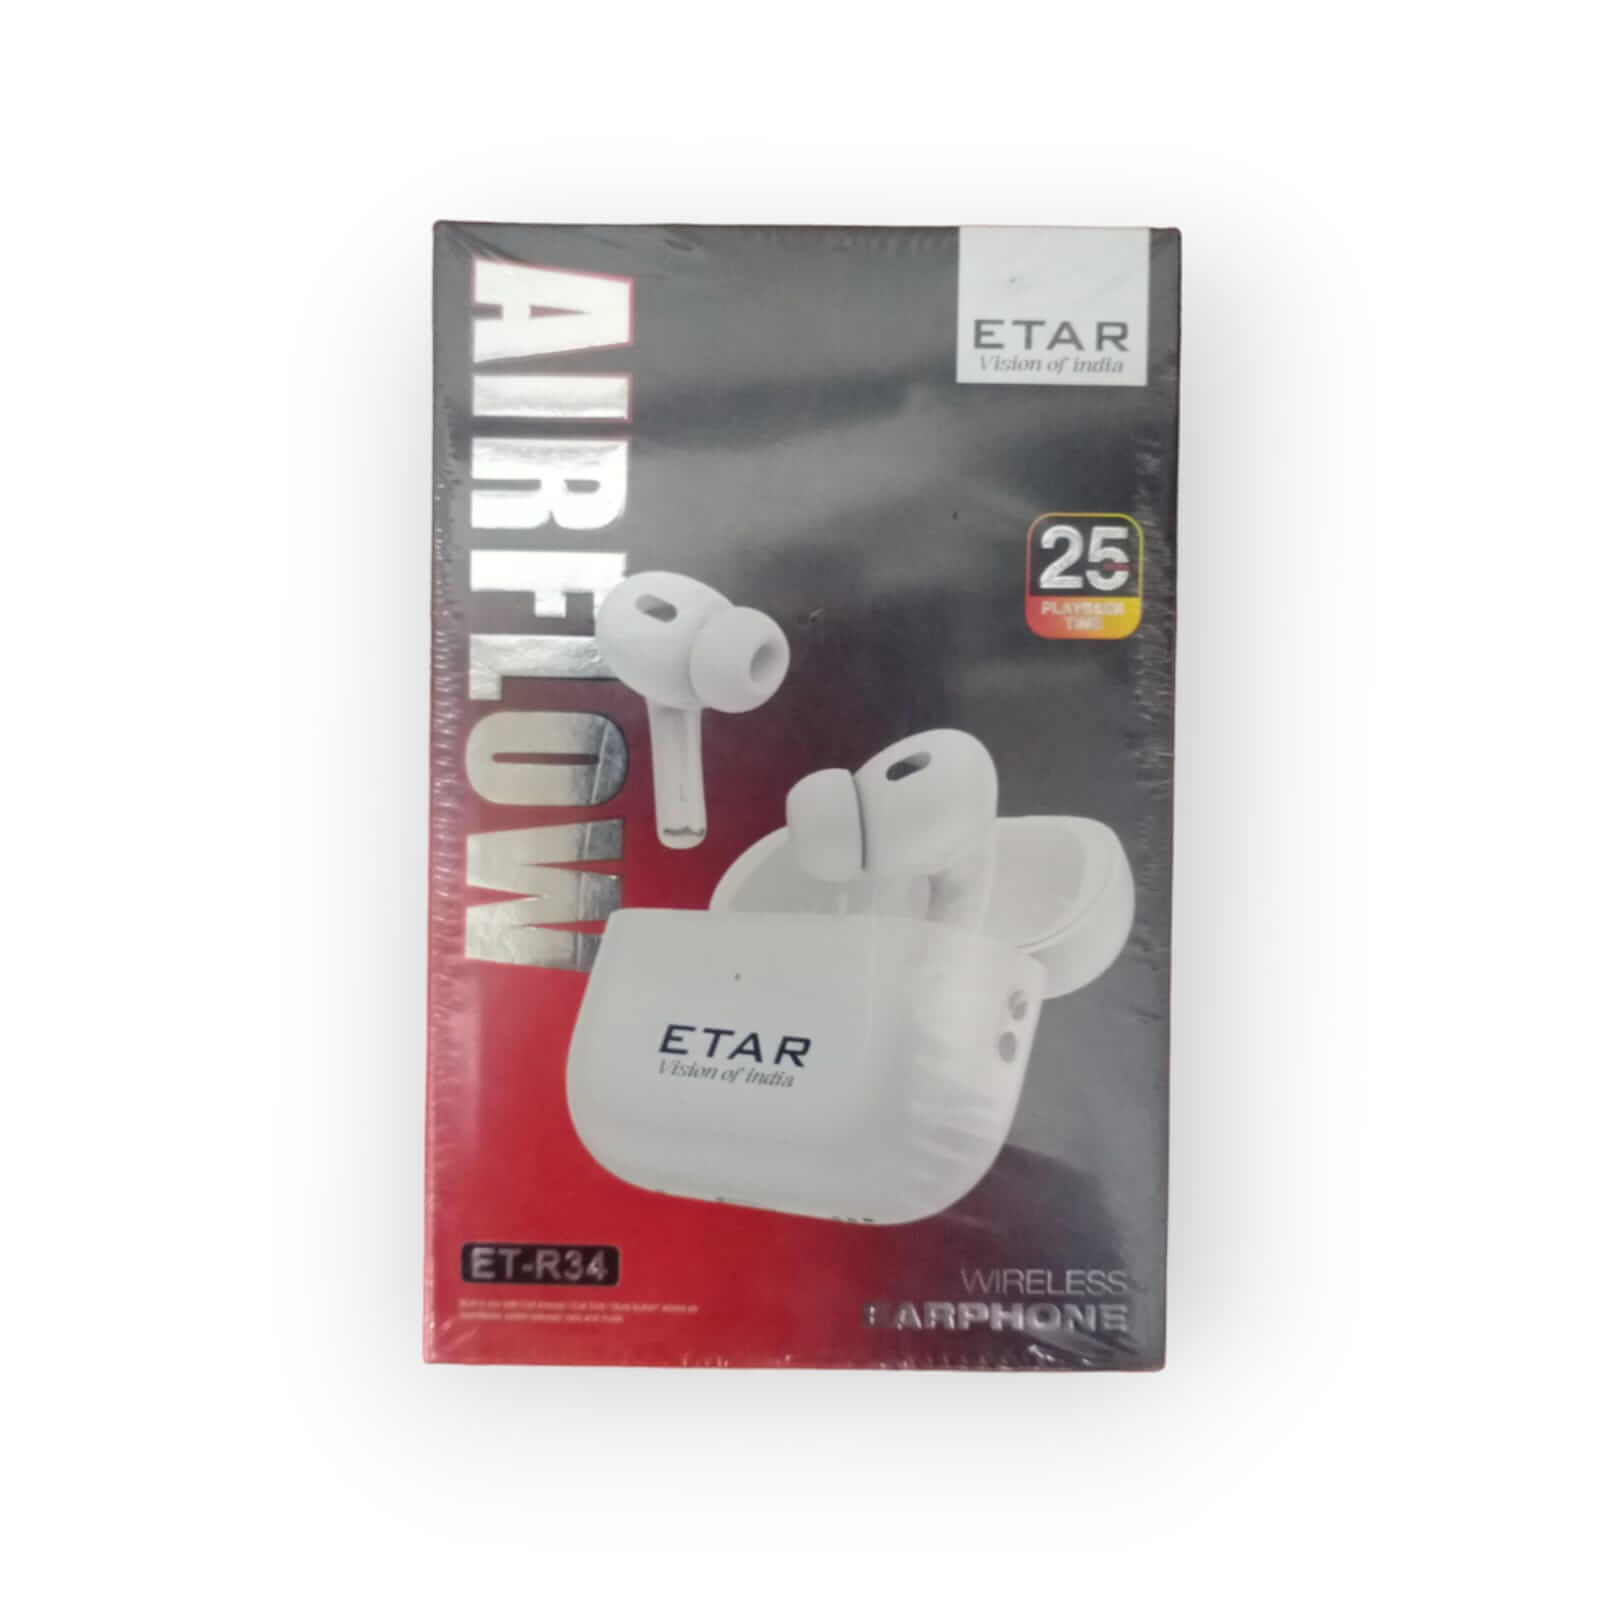 AIRFLOW
ETAR
Vision of india
25
PLAYBACK
TIME
ETAR
Vision of india
ET-R34
WIRELESS
EARPHONE